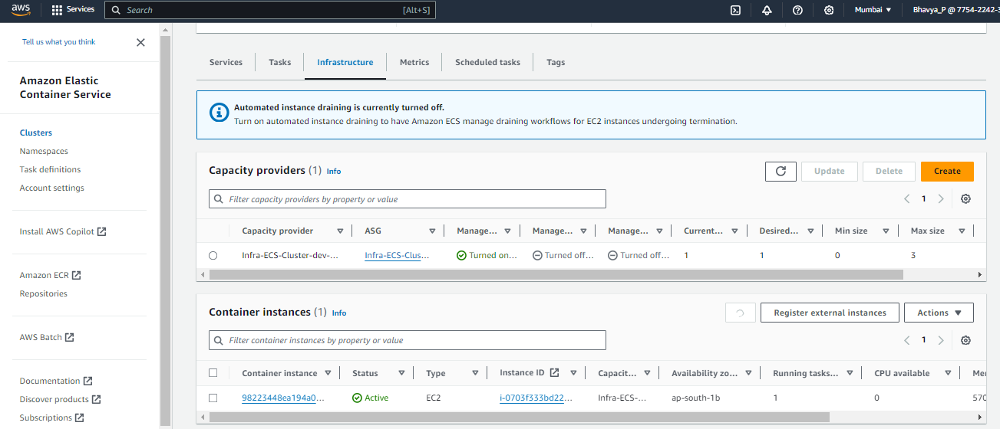 aws
Services
Search
[Alt+S]
Mumbai ▼
Bhavya_P @ 7754-2242-3
Tell us what you think
Amazon Elastic
Container Service
Clusters
Namespaces
Task definitions
Account settings
Install AWS Copilot
Amazon ECR
Repositories
AWS Batch
Documentation
Discover products
Subscriptions
Services
Tasks
Infrastructure
Metrics
Scheduled tasks
Tags
Automated instance draining is currently turned off.
Turn on automated instance draining to have Amazon ECS manage draining workflows for EC2 instances undergoing termination.
Capacity providers (1) Info
Update
Delete
Create
Filter capacity providers by property or value
1
Capacity provider ASG Manage... Manage... Manage... Current... Desired... Min size Max size
Infra-ECS-Cluster-dev-... Infra-ECS-Clus... Turned on... Turned off... Turned off... 1 1 0 3
Container instances (1) Info
Register external instances
Actions ▼
Filter container instances by property or value
1
Container instance Status Type Instance ID Capacit... Availability zo... Running tasks... CPU available Mer
98223448ea194a0... Active EC2 i-0703f333bd22... Infra-ECS-... ap-south-1b 1 0 570